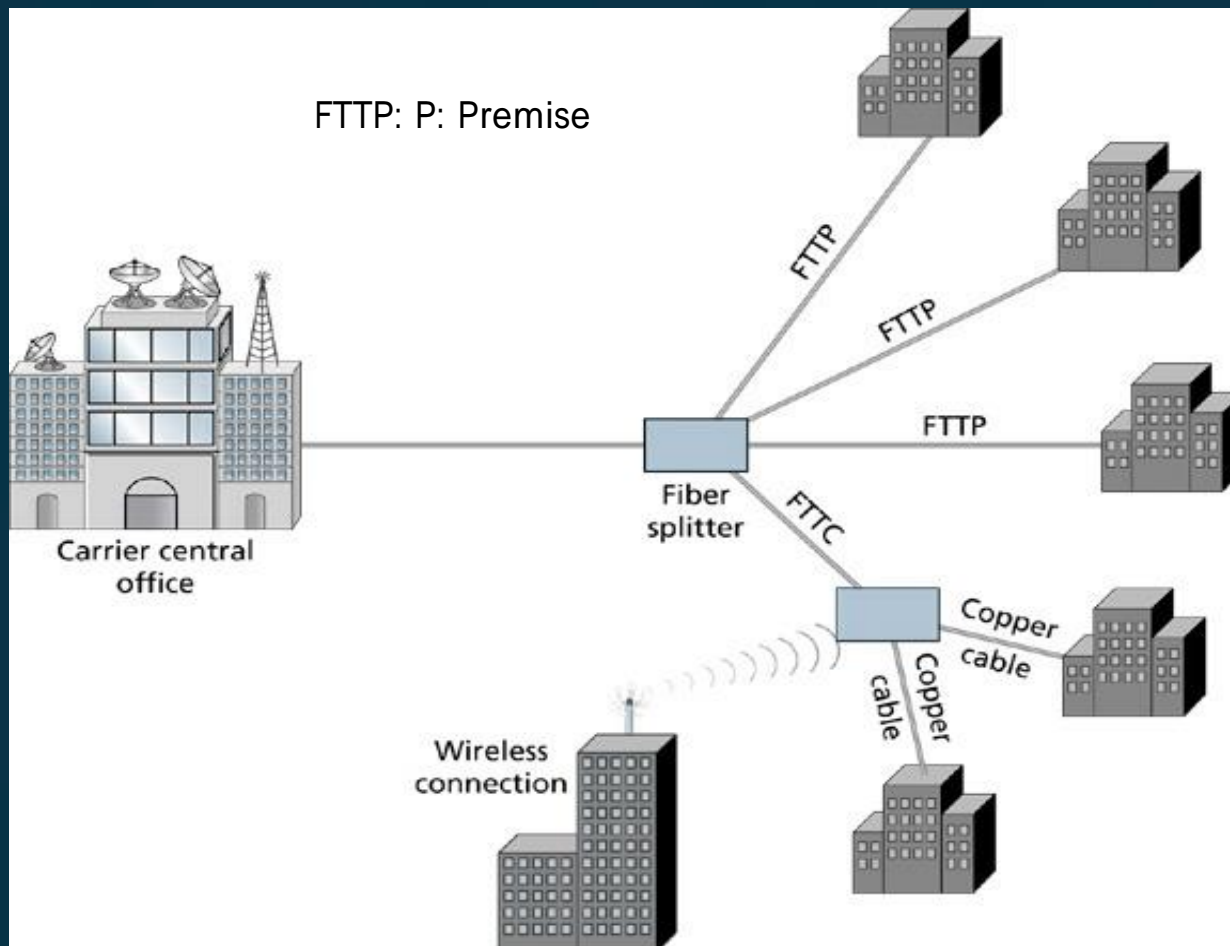 FTTP: P: Premise
FTTP
FTTP
FTTP
Fiber
splitter
FTTC
Carrier central
office
Copper
cable
Copper
cable
Wireless
connection